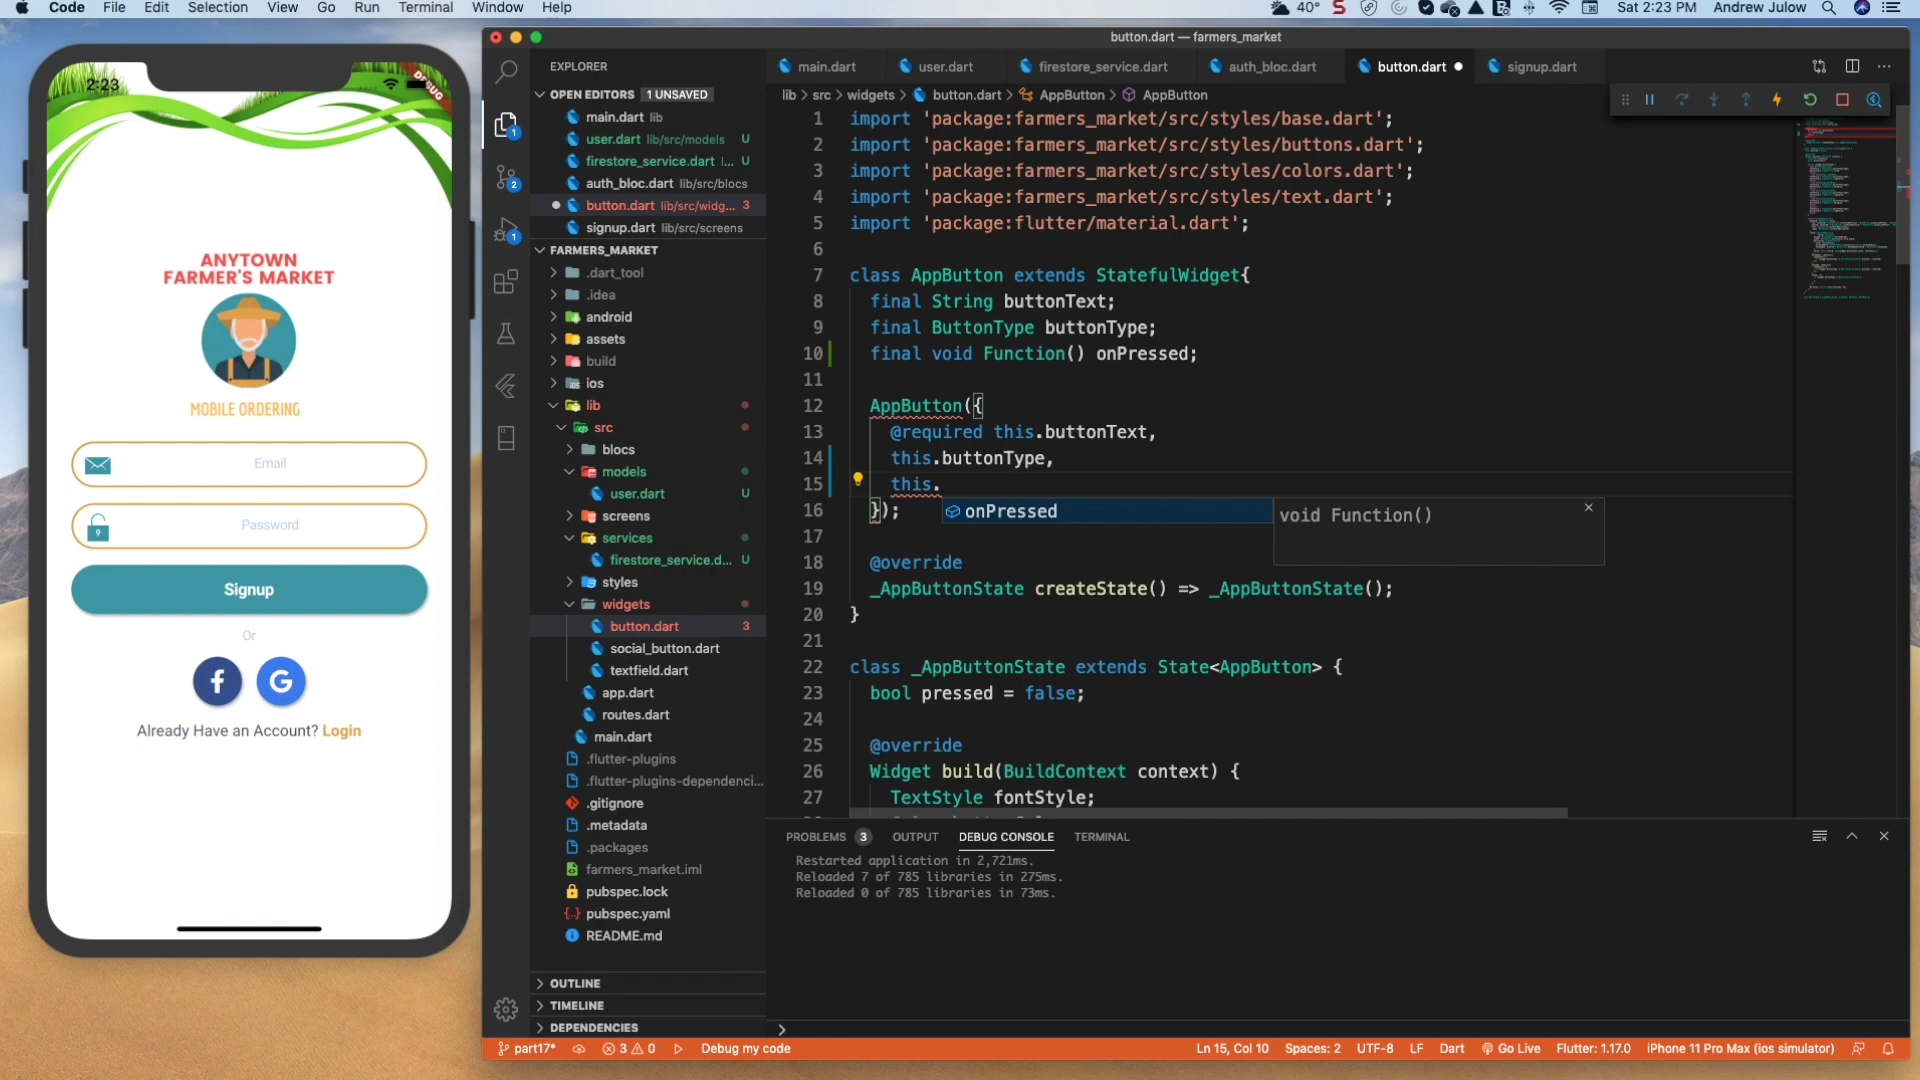 Code File Edit Selection View Go Run Terminal Window Help
40° Sat 2:23 PM Andrew Julow
button.dart — farmers_market
2:23
DEBUG
ANYTOWN
FARMER'S MARKET
MOBILE ORDERING
Email
Password
Signup
Or
f G
Already Have an Account? Login
EXPLORER
OPEN EDITORS 1 UNSAVED
main.dart lib
user.dart lib/src/models U
firestore_service.dart l... U
auth_bloc.dart lib/src/blocs
button.dart lib/src/widg... 3
signup.dart lib/src/screens
FARMERS_MARKET
.dart_tool
.idea
android
assets
build
ios
lib
src
blocs
models
user.dart U
screens
services
firestore_service.d... U
styles
widgets
button.dart 3
social_button.dart
textfield.dart
app.dart
routes.dart
main.dart
.flutter-plugins
.flutter-plugins-dependenci...
.gitignore
.metadata
.packages
farmers_market.iml
pubspec.lock
pubspec.yaml
README.md
OUTLINE
TIMELINE
DEPENDENCIES
1
2
1
main.dart user.dart firestore_service.dart auth_bloc.dart button.dart signup.dart
lib > src > widgets > button.dart > AppButton > AppButton
1 import 'package:farmers_market/src/styles/base.dart';
2 import 'package:farmers_market/src/styles/buttons.dart';
3 import 'package:farmers_market/src/styles/colors.dart';
4 import 'package:farmers_market/src/styles/text.dart';
5 import 'package:flutter/material.dart';
6
7 class AppButton extends StatefulWidget{
8 final String buttonText;
9 final ButtonType buttonType;
10 final void Function() onPressed;
11
12 AppButton({
13 @required this.buttonText,
14 this.buttonType,
15 this.
16 });
onPressed
void Function()
17
18 @override
19 _AppButtonState createState() => _AppButtonState();
20 }
21
22 class _AppButtonState extends State<AppButton> {
23 bool pressed = false;
24
25 @override
26 Widget build(BuildContext context) {
27 TextStyle fontStyle;
PROBLEMS 3 OUTPUT DEBUG CONSOLE TERMINAL
Restarted application in 2,721ms.
Reloaded 7 of 785 libraries in 275ms.
Reloaded 0 of 785 libraries in 73ms.
part17* 3 0 Debug my code Ln 15, Col 10 Spaces: 2 UTF-8 LF Dart Go Live Flutter: 1.17.0 iPhone 11 Pro Max (ios simulator)